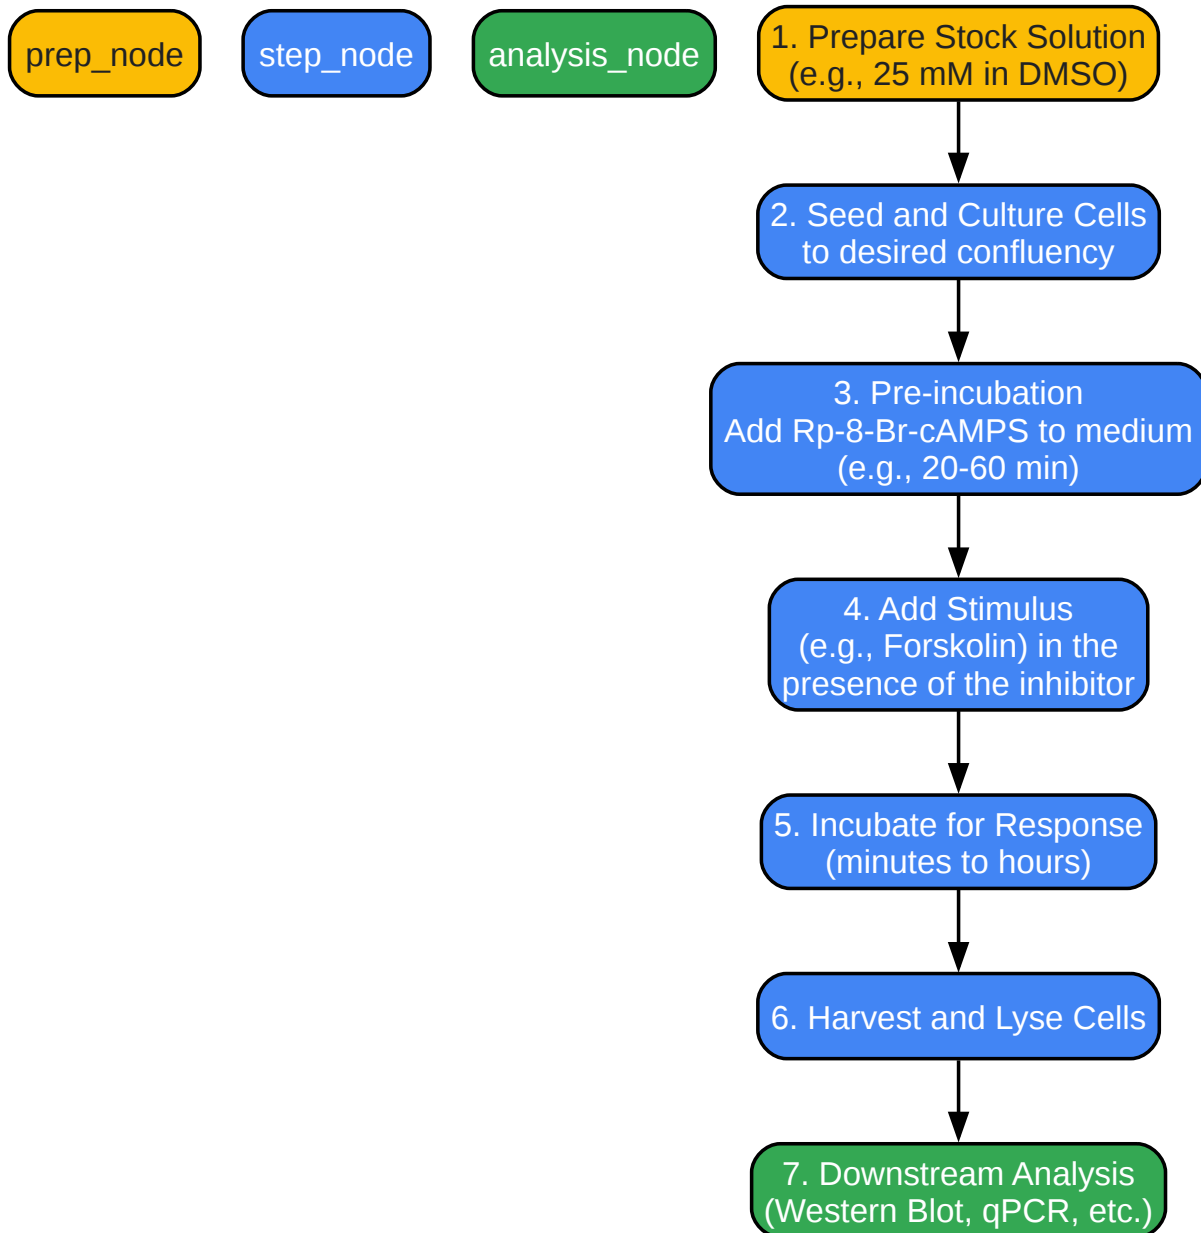 prep_node
step_node
analysis_node
1. Prepare Stock Solution
(e.g., 25 mM in DMSO)
2. Seed and Culture Cells
to desired confluency
3. Pre-incubation
Add Rp-8-Br-cAMPS to medium
(e.g., 20-60 min)
4. Add Stimulus
(e.g., Forskolin) in the
presence of the inhibitor
5. Incubate for Response
(minutes to hours)
6. Harvest and Lyse Cells
7. Downstream Analysis
(Western Blot, qPCR, etc.)